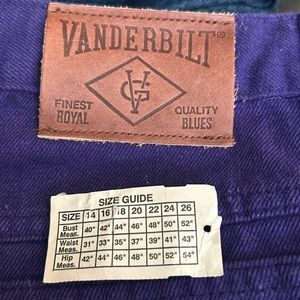 VANDERBILT®
GV
FINEST QUALITY
ROYAL BLUES
SIZE GUIDE
SIZE 14 16 18 20 22 24 26
Bust Meas. 40" 42" 44" 46" 48" 50" 52"
Waist Meas. 31" 33" 35" 37" 39" 41" 43"
Hip Meas. 42" 44" 46" 48" 50" 52" 54"